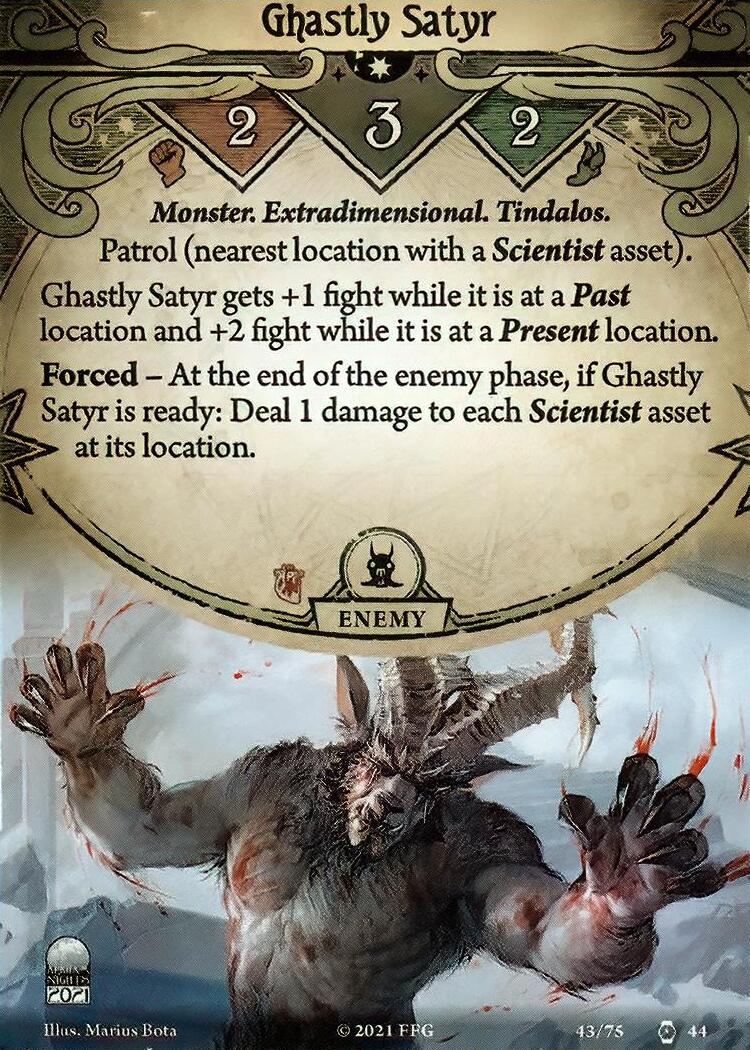 Ghastly Satyr
2 3 2
Monster. Extradimensional. Tindalos.
Patrol (nearest location with a Scientist asset).
Ghastly Satyr gets +1 fight while it is at a Past
location and +2 fight while it is at a Present location.
Forced – At the end of the enemy phase, if Ghastly
Satyr is ready: Deal 1 damage to each Scientist asset
at its location.
ENEMY
ARKHAM
NIGHTS
2021
Illus. Marius Bota © 2021 FFG 43/75 44